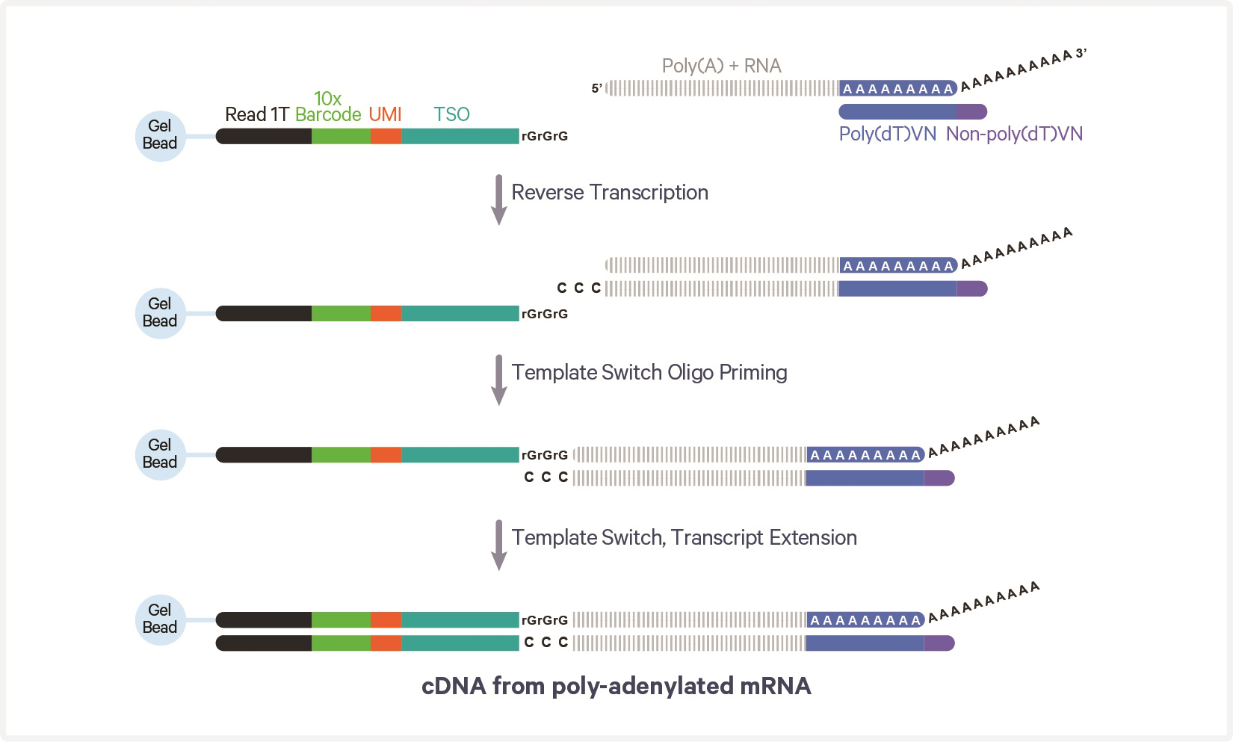 Poly(A) + RNA
5' AAAAAAAAA AAAAAAAAAA 3'
10x
Read 1T Barcode UMI TSO
Gel
Bead
rGrGrG
Poly(dT)VN Non-poly(dT)VN
Reverse Transcription
AAAAAAAAA AAAAAAAAAA
C C C
Gel
Bead
rGrGrG
Template Switch Oligo Priming
Gel
Bead
rGrGrG AAAAAAAAA AAAAAAAAAA
C C C
Template Switch, Transcript Extension
Gel
Bead
rGrGrG AAAAAAAAA AAAAAAAAAA
C C C
cDNA from poly-adenylated mRNA